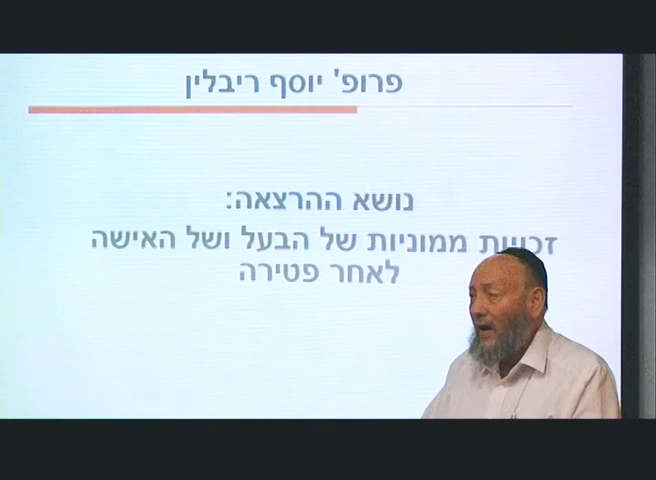 פרופ' יוסף ריבלין
נושא ההרצאה:
זכויות ממוניות של הבעל ושל האישה
לאחר פטירה